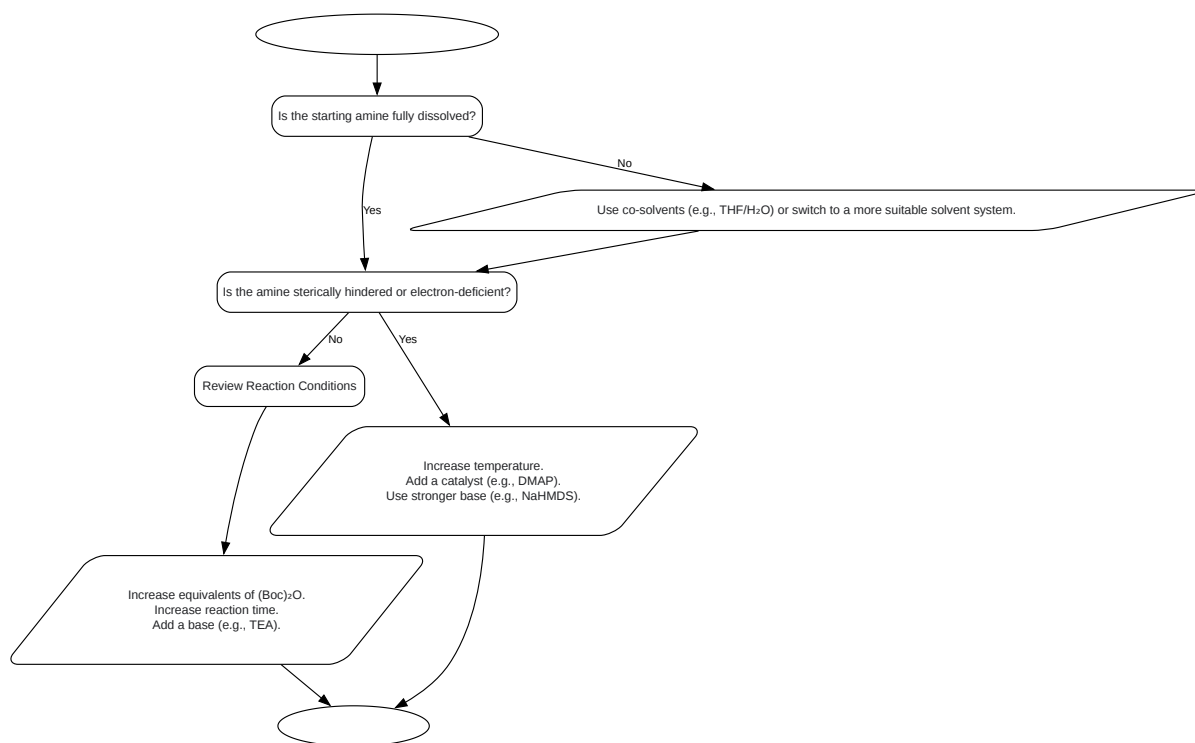 Is the starting amine fully dissolved?
No
Yes
Use co-solvents (e.g., THF/H₂O) or switch to a more suitable solvent system.
Is the amine sterically hindered or electron-deficient?
No
Yes
Review Reaction Conditions
Increase temperature.
Add a catalyst (e.g., DMAP).
Use stronger base (e.g., NaHMDS).
Increase equivalents of (Boc)₂O.
Increase reaction time.
Add a base (e.g., TEA).